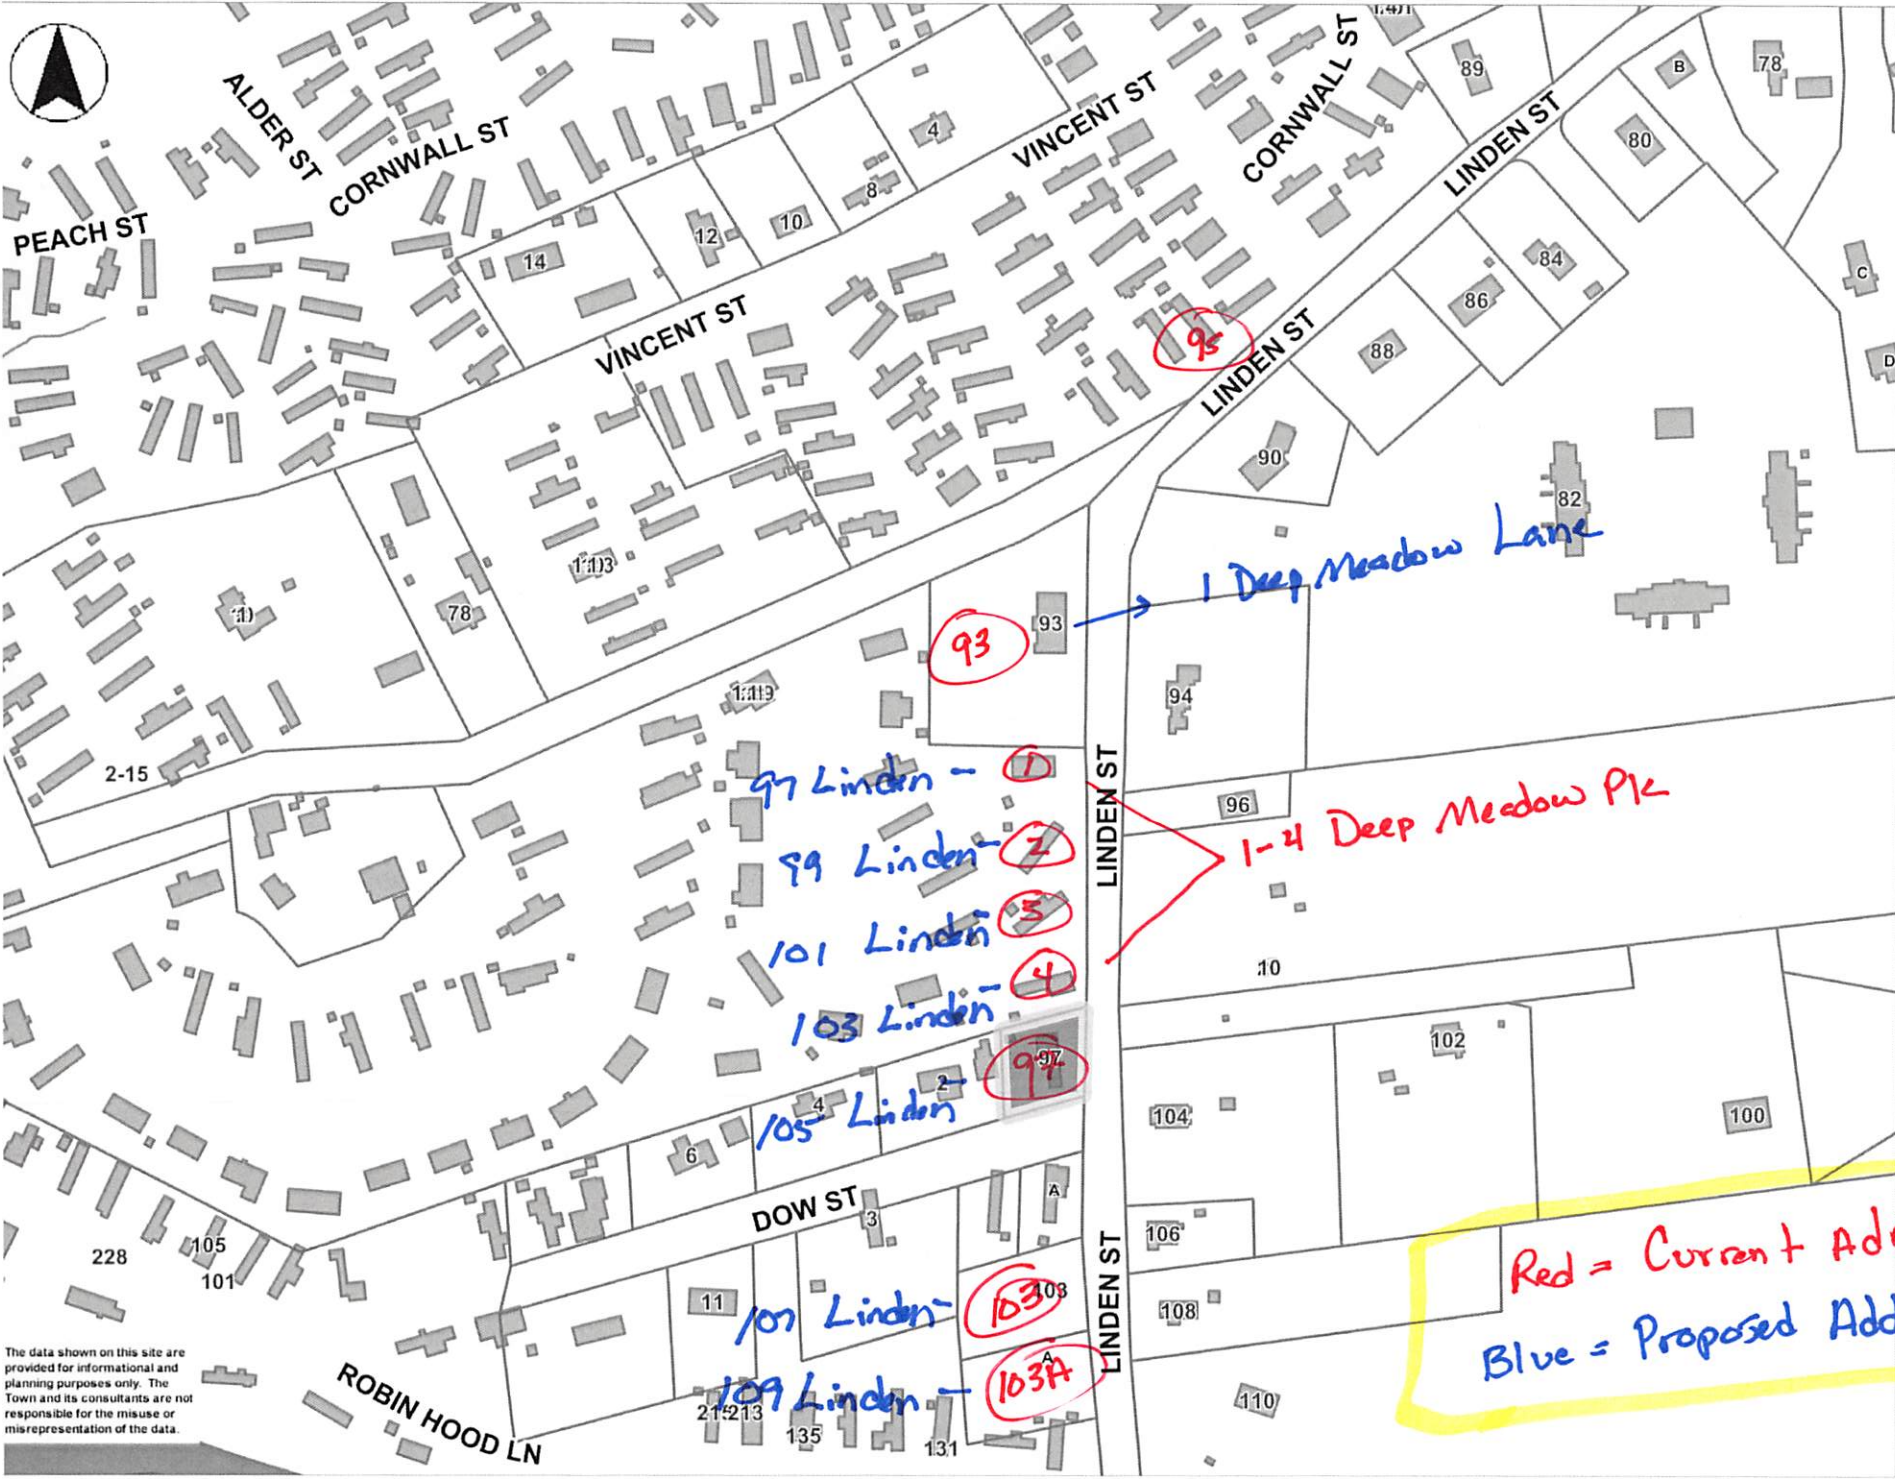 1,401
ALDER ST
CORNWALL ST
VINCENT ST
CORNWALL ST
LINDEN ST
89
B
78
80
4
8
10
12
14
PEACH ST
84
86
88
C
D
VINCENT ST
95
LINDEN ST
90
82
1 Deep Meadow Lane
78
93
93
94
2-15
97 Linden - 1
LINDEN ST
96
1-4 Deep Meadow Pk
99 Linden - 2
101 Linden - 3
10
103 Linden - 4
97
97
102
2
105 Linden
4
6
104
100
DOW ST
3
A
106
228
105
101
11
107 Linden - 103
103
LINDEN ST
108
Red = Current Ad
Blue = Proposed Add
A
109 Linden - 103A
110
215
213
135
131
ROBIN HOOD LN
The data shown on this site are
provided for informational and
planning purposes only. The
Town and its consultants are not
responsible for the misuse or
misrepresentation of the data.